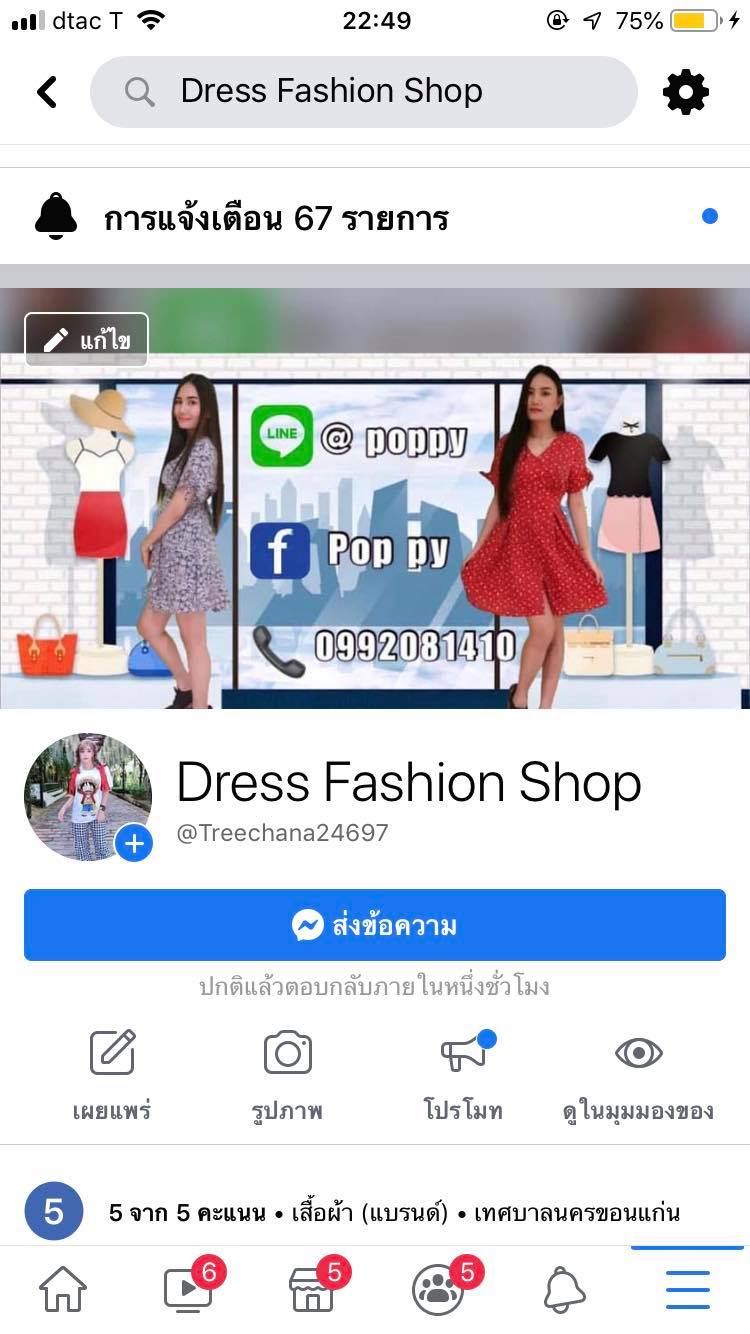 dtac T
22:49
75%
Dress Fashion Shop
การแจ้งเตือน 67 รายการ
แก้ไข
LINE @ poppy
f Pop py
0992081410
Dress Fashion Shop
@Treechana24697
ส่งข้อความ
ปกติแล้วตอบกลับภายในหนึ่งชั่วโมง
เผยแพร่ รูปภาพ โปรโมท ดูในมุมมองของ
5 5 จาก 5 คะแนน • เสื้อผ้า (แบรนด์) • เทศบาลนครขอนแก่น
6 5 5